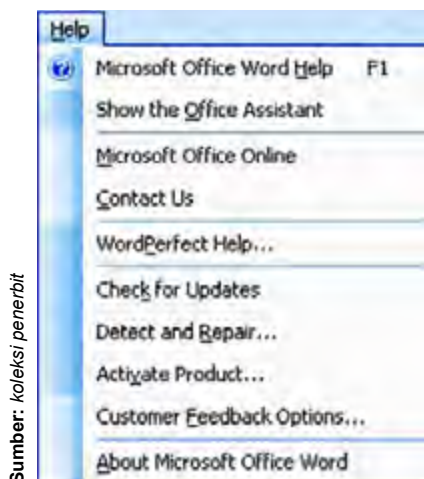 Help
Microsoft Office Word Help F1
Show the Office Assistant
Microsoft Office Online
Contact Us
WordPerfect Help...
Check for Updates
Detect and Repair...
Activate Product...
Customer Feedback Options...
About Microsoft Office Word
Sumber: koleksi penerbit